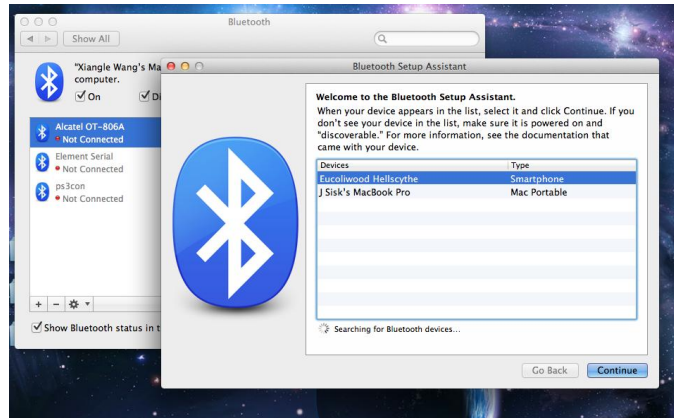 Bluetooth
Show All
"Xiangle Wang's Ma
computer.
On
Di
Alcatel OT-806A
Not Connected
Element Serial
Not Connected
ps3con
Not Connected
Show Bluetooth status in t
Bluetooth Setup Assistant
Welcome to the Bluetooth Setup Assistant.
When your device appears in the list, select it and click Continue. If you
don't see your device in the list, make sure it is powered on and
"discoverable." For more information, see the documentation that
came with your device.
Devices Type
Eucoliwood Hellscythe Smartphone
J Sisk's MacBook Pro Mac Portable
Searching for Bluetooth devices...
Go Back Continue